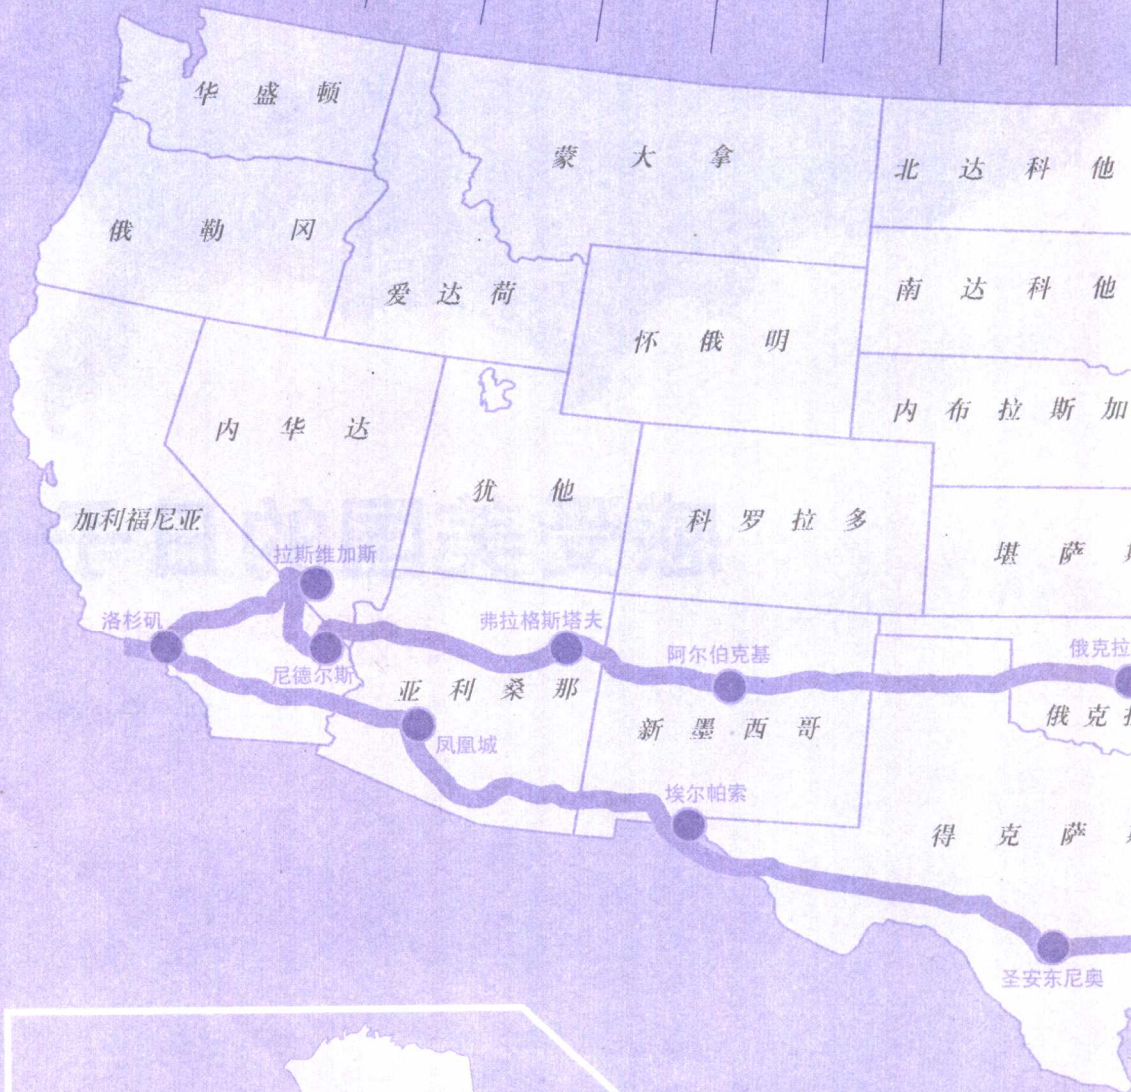 华盛顿
蒙大拿
北达科他
俄勒冈
爱达荷
南达科他
怀俄明
内布拉斯加
内华达
犹他
加利福尼亚
科罗拉多
堪萨
拉斯维加斯
洛杉矶
弗拉格斯塔夫
阿尔伯克基
俄克拉
尼德尔斯
亚利桑那
俄克
新墨西哥
凤凰城
埃尔帕索
得克萨
圣安东尼奥